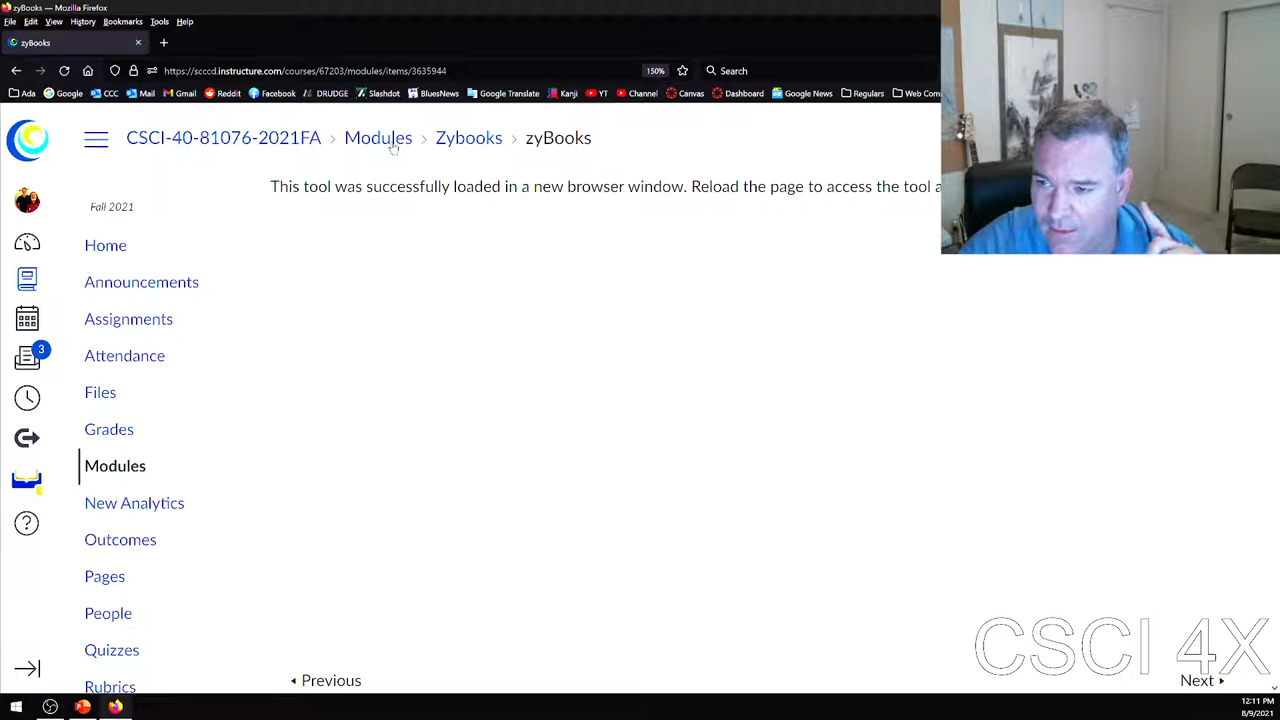 zyBooks — Mozilla Firefox
File Edit View History Bookmarks Tools Help
zyBooks
https://scccd.instructure.com/courses/67203/modules/items/3635944
150%
Search
Ada Google CCC Mail Gmail Reddit Facebook DRUDGE Slashdot BlueNews Google Translate Kanji YT Channel Canvas Dashboard Google News Regulars Web Com
CSCI-40-81076-2021FA › Modules › Zybooks › zyBooks
This tool was successfully loaded in a new browser window. Reload the page to access the tool a
Fall 2021
Home
Announcements
Assignments
3
Attendance
Files
Grades
Modules
New Analytics
Outcomes
Pages
People
Quizzes
Rubrics
Previous
Next
CSCI 4X
12:11 PM
8/9/2021